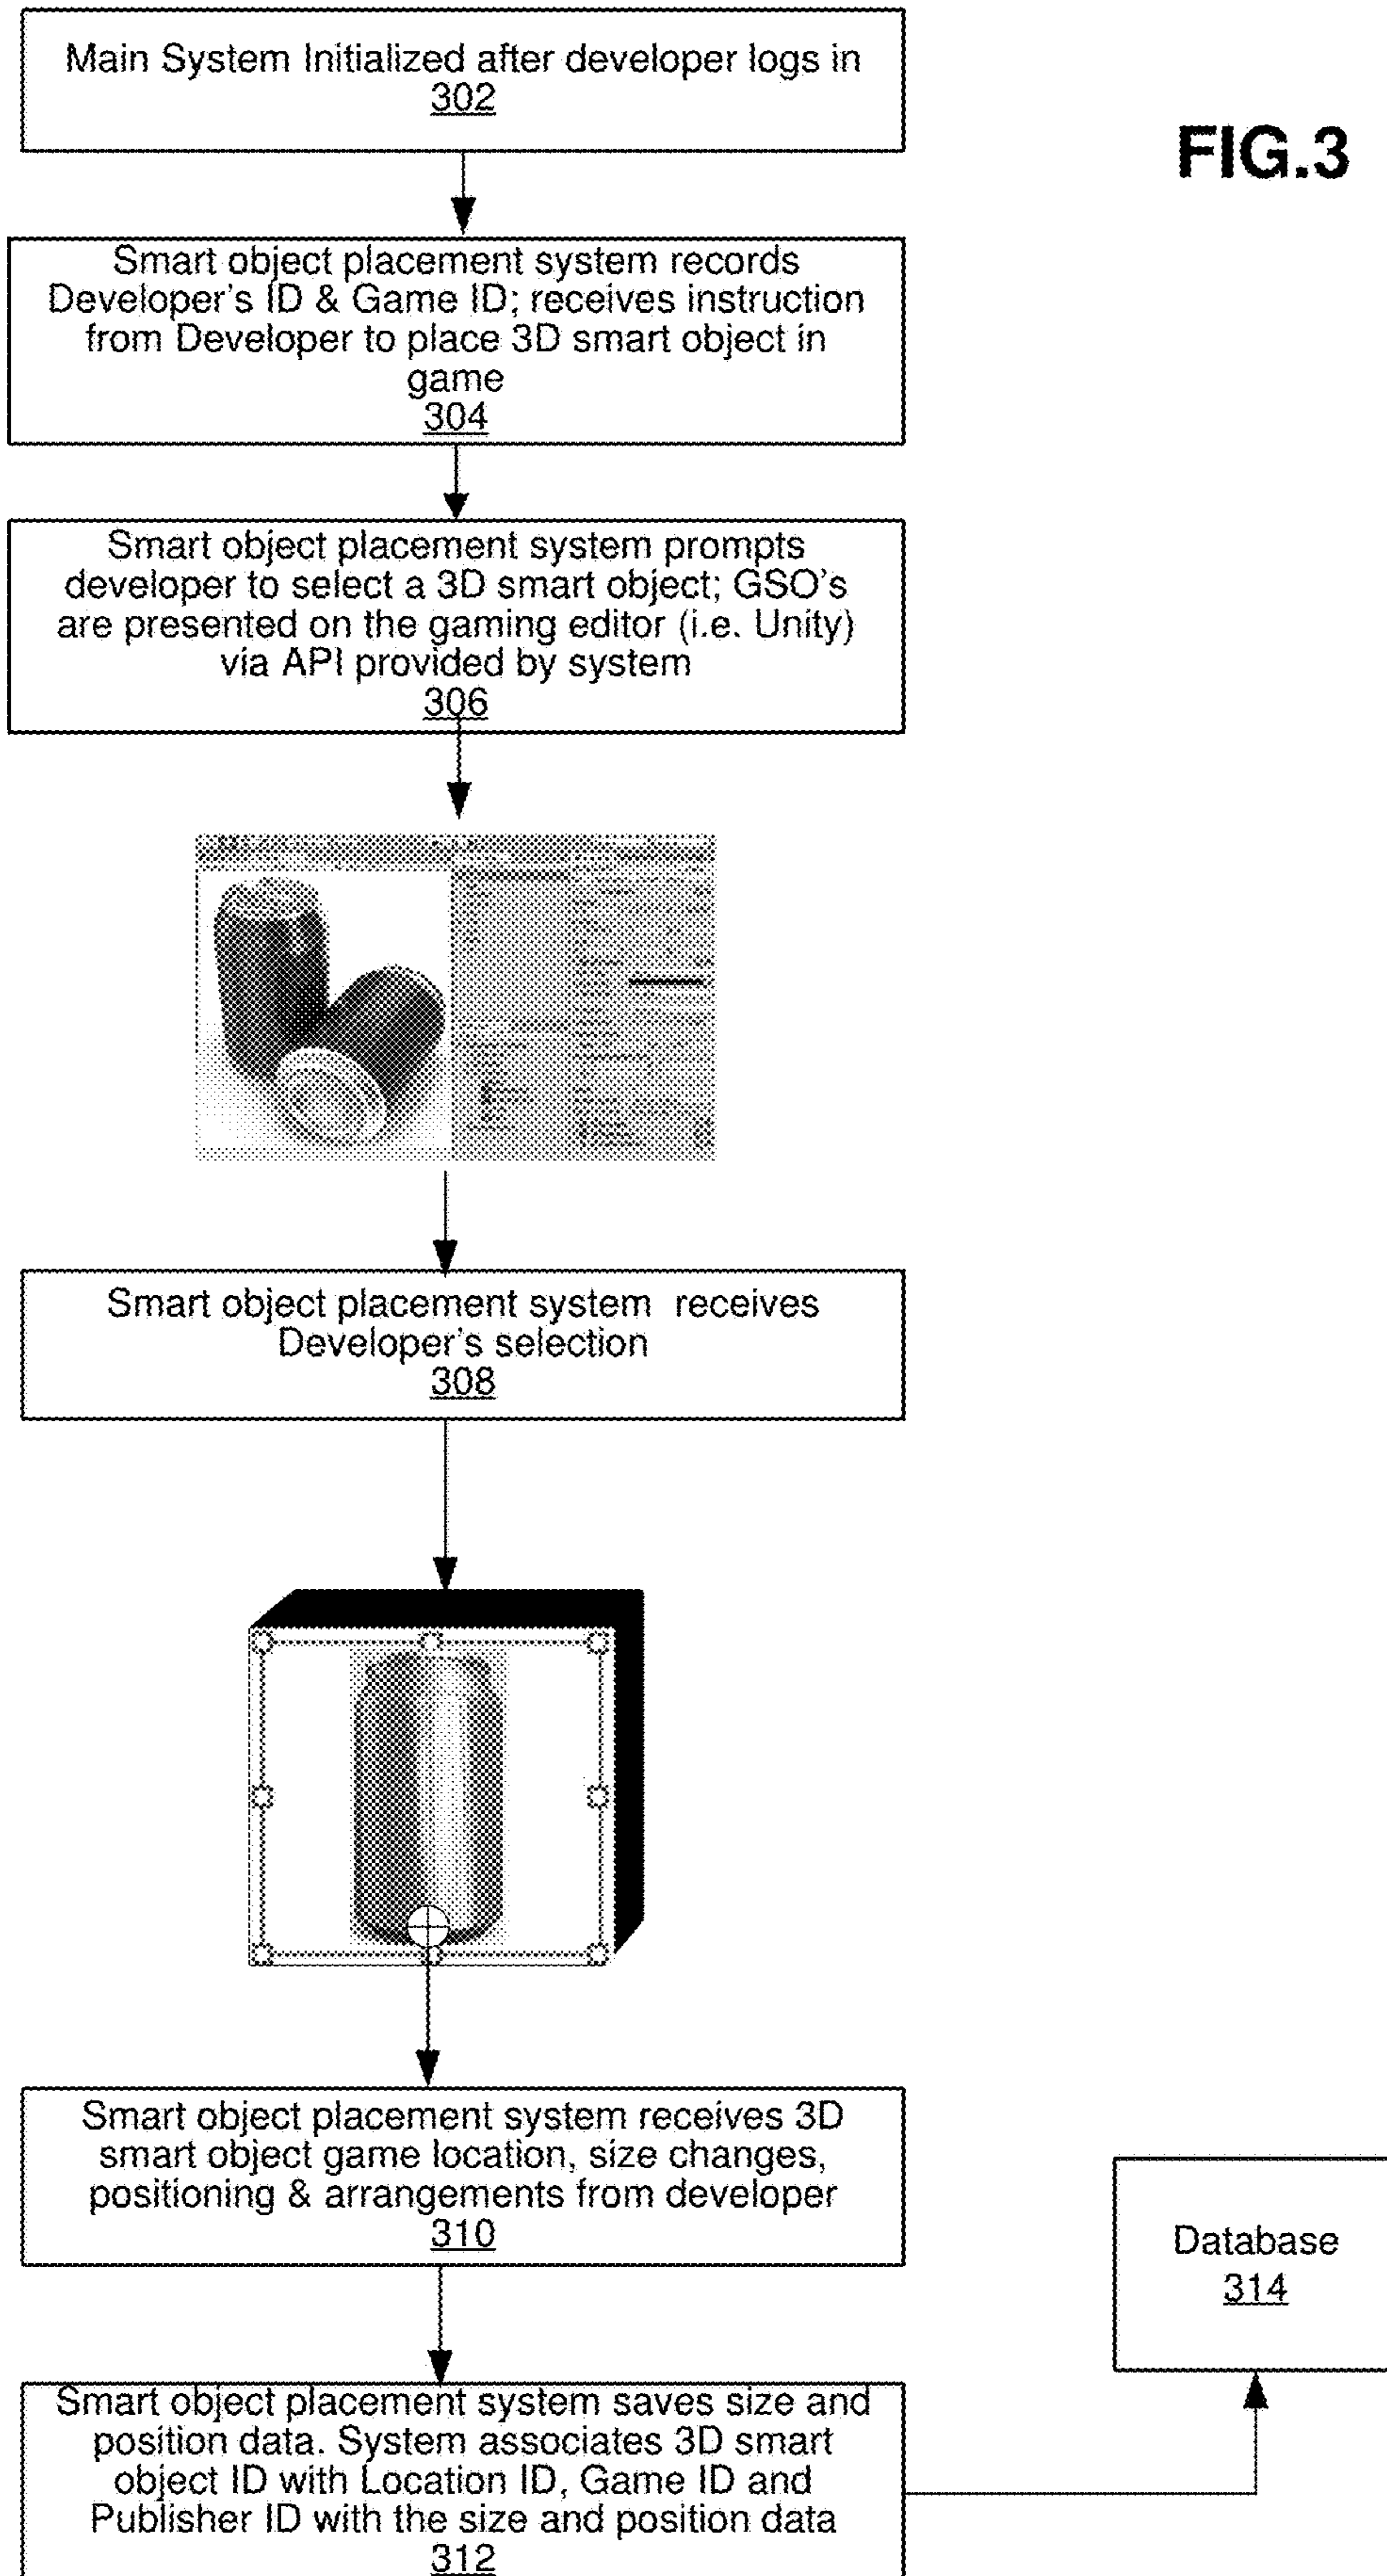 Main System Initialized after developer logs in
302
FIG.3
Smart object placement system records
Developer's ID & Game ID; receives instruction
from Developer to place 3D smart object in
game
304
Smart object placement system prompts
developer to select a 3D smart object; GSO's
are presented on the gaming editor (i.e. Unity)
via API provided by system
306
Smart object placement system receives
Developer's selection
308
Smart object placement system receives 3D
smart object game location, size changes,
positioning & arrangements from developer
310
Database
314
Smart object placement system saves size and
position data. System associates 3D smart
object ID with Location ID, Game ID and
Publisher ID with the size and position data
312